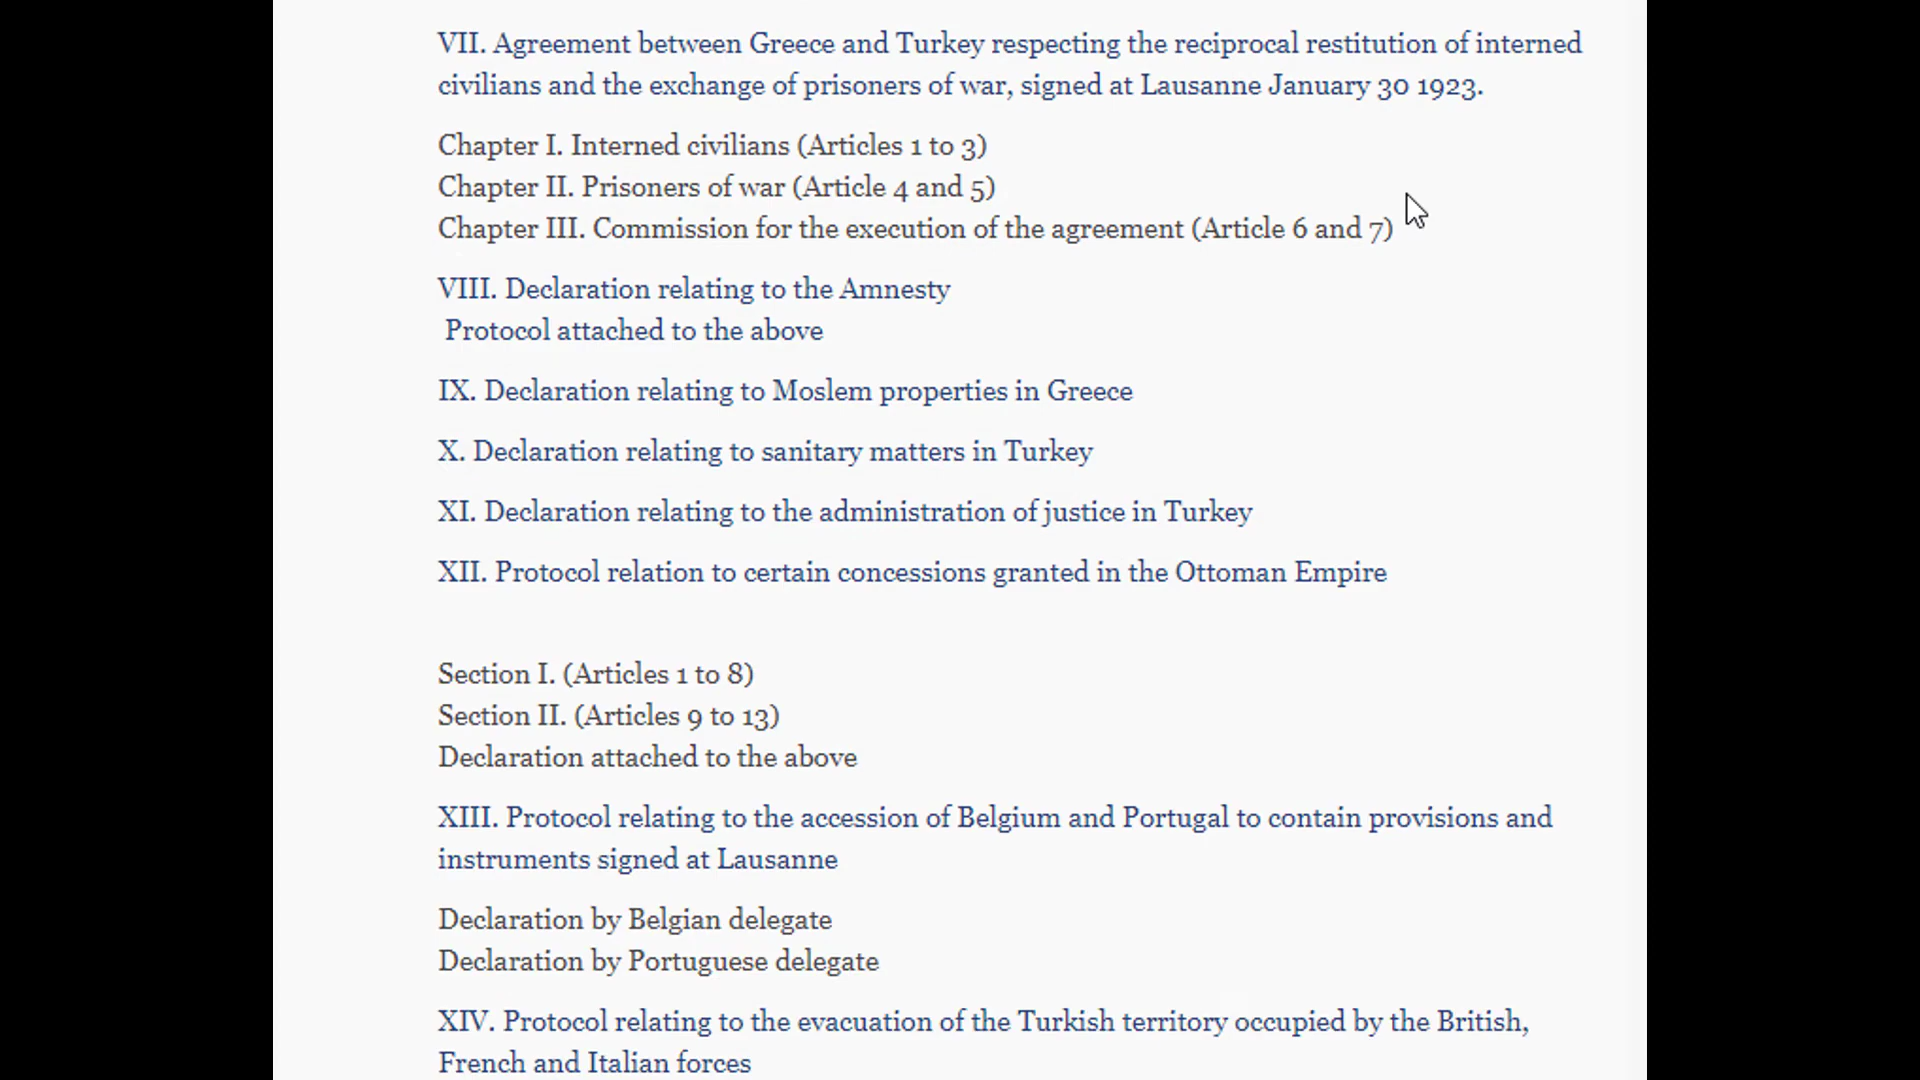 VII. Agreement between Greece and Turkey respecting the reciprocal restitution of interned
civilians and the exchange of prisoners of war, signed at Lausanne January 30 1923.
Chapter I. Interned civilians (Articles 1 to 3)
Chapter II. Prisoners of war (Article 4 and 5)
Chapter III. Commission for the execution of the agreement (Article 6 and 7)
VIII. Declaration relating to the Amnesty
Protocol attached to the above
IX. Declaration relating to Moslem properties in Greece
X. Declaration relating to sanitary matters in Turkey
XI. Declaration relating to the administration of justice in Turkey
XII. Protocol relation to certain concessions granted in the Ottoman Empire
Section I. (Articles 1 to 8)
Section II. (Articles 9 to 13)
Declaration attached to the above
XIII. Protocol relating to the accession of Belgium and Portugal to contain provisions and
instruments signed at Lausanne
Declaration by Belgian delegate
Declaration by Portuguese delegate
XIV. Protocol relating to the evacuation of the Turkish territory occupied by the British,
French and Italian forces